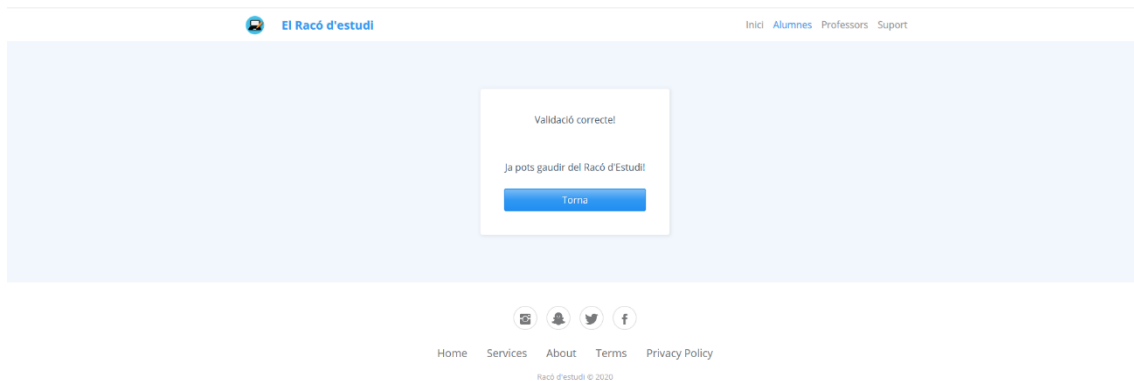 El Racó d'estudi
Inici Alumnes Professors Suport
Validació correcte!
Ja pots gaudir del Racó d'Estudi!
Torna
Home Services About Terms Privacy Policy
Racó d'estudi © 2020